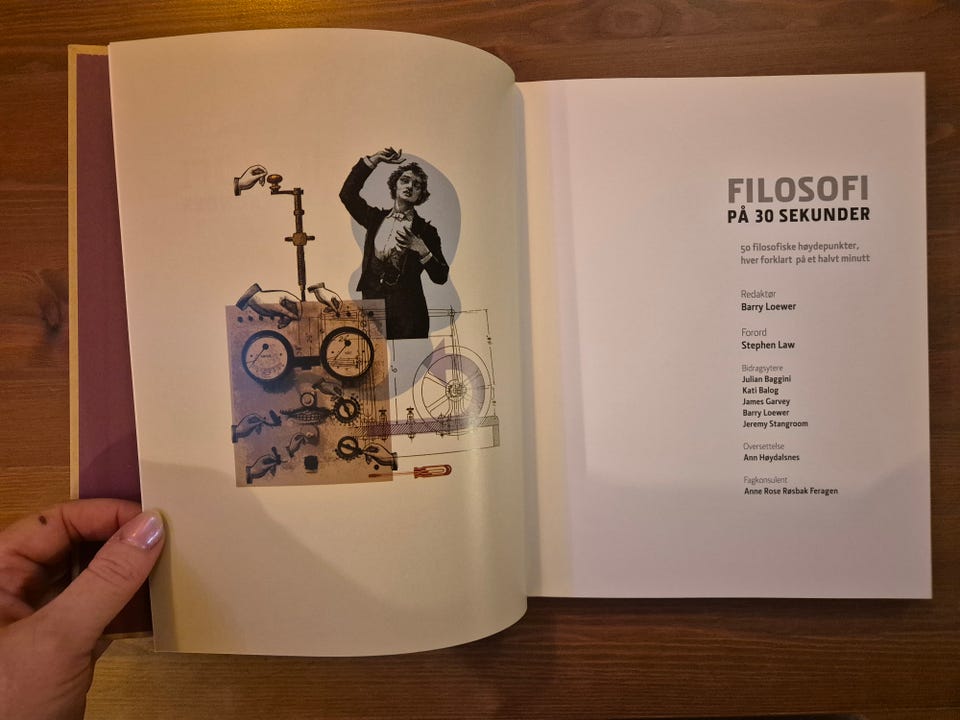 FILOSOFI
PÅ 30 SEKUNDER
50 filosofiske høydepunkter,
hver forklart på et halvt minutt
Redaktør
Barry Loewer
Forord
Stephen Law
Bidragsytere
Julian Baggini
Kati Balog
James Garvey
Barry Loewer
Jeremy Stangroom
Oversettelse
Ann Høydalsnes
Fagkonsulent
Anne Rose Røsbak Feragen